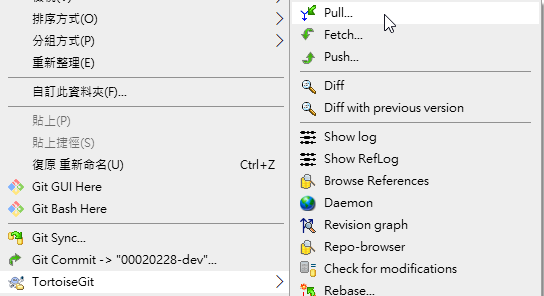 排序方式(O)
分組方式(P)
重新整理(E)
自訂此資料夾(F)...
貼上(P)
貼上捷徑(S)
復原 重新命名(U) Ctrl+Z
Git GUI Here
Git Bash Here
Git Sync...
Git Commit -> "00020228-dev"...
TortoiseGit
Pull...
Fetch...
Push...
Diff
Diff with previous version
Show log
Show RefLog
Browse References
Daemon
Revision graph
Repo-browser
Check for modifications
Rebase...